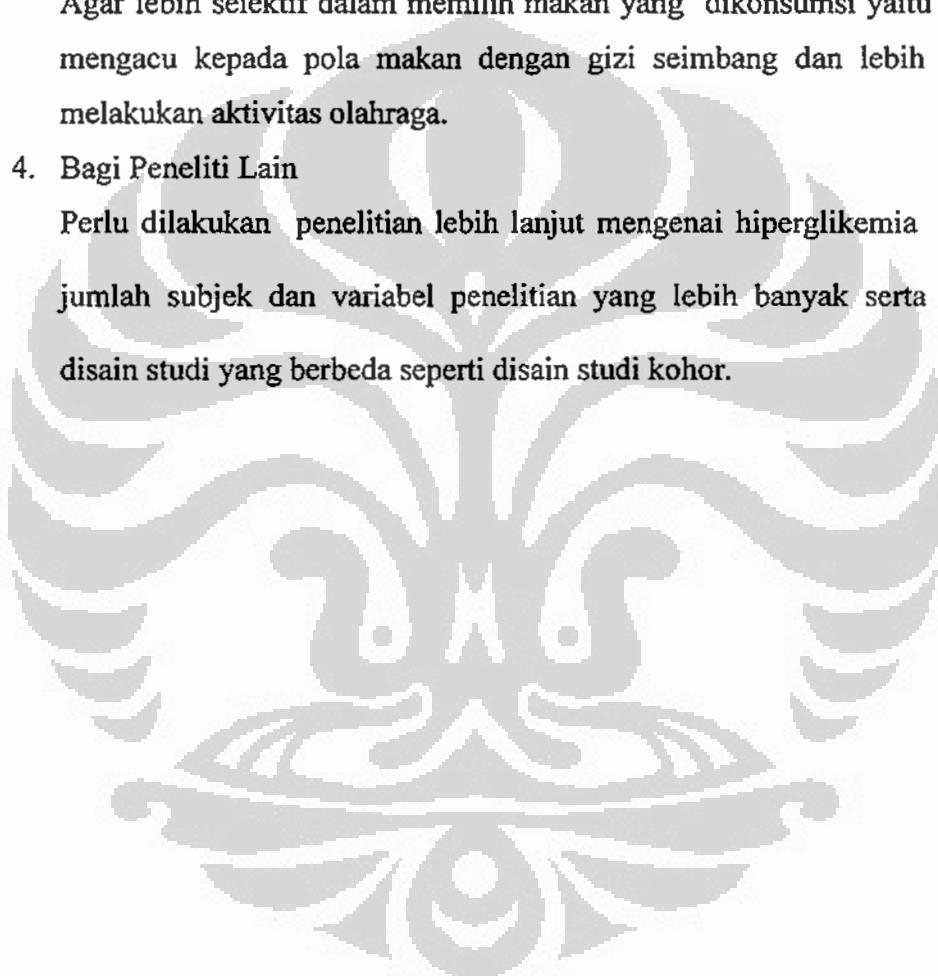 Agar lebih selektif dalam memilih makan yang dikonsumsi yaitu
mengacu kepada pola makan dengan gizi seimbang dan lebih
melakukan aktivitas olahraga.
4. Bagi Peneliti Lain
Perlu dilakukan penelitian lebih lanjut mengenai hiperglikemia
jumlah subjek dan variabel penelitian yang lebih banyak serta
disain studi yang berbeda seperti disain studi kohor.